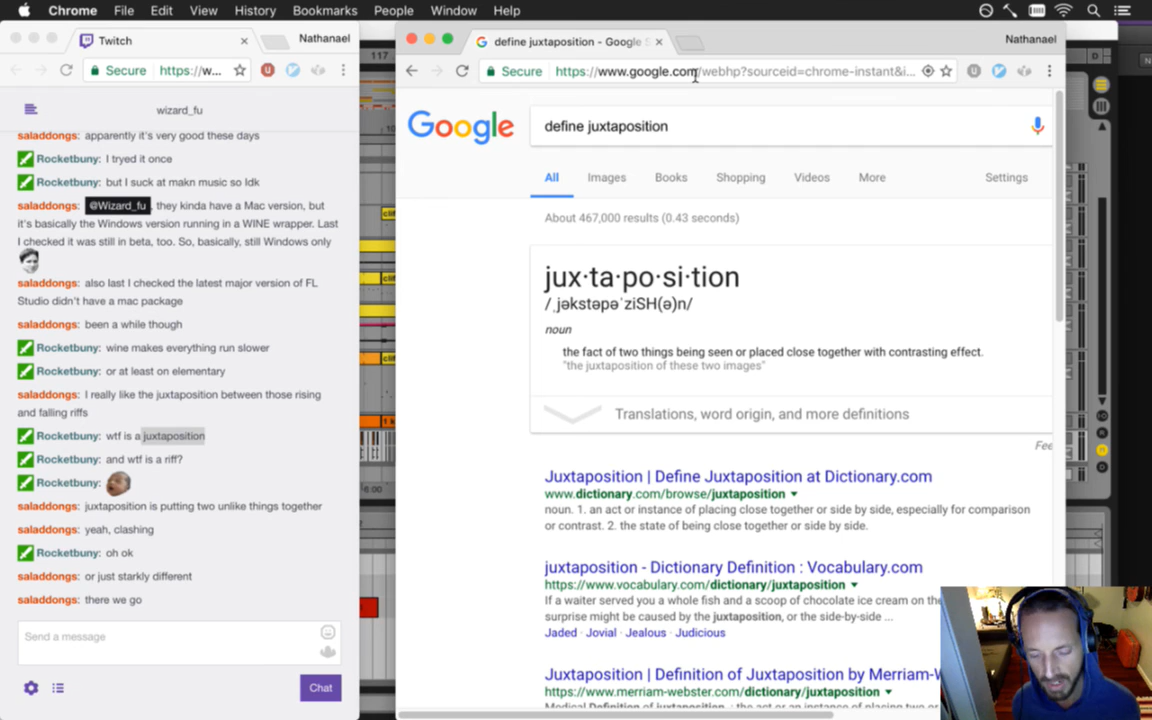 Chrome File Edit View History Bookmarks People Window Help
Twitch
Nathanael
Secure https://w...
wizard_fu
saladdongs: apparently it's very good these days
Rocketbuny: I tryed it once
Rocketbuny: but I suck at makn music so Idk
saladdongs: @Wizard_fu , they kinda have a Mac version, but
it's basically the Windows version running in a WINE wrapper. Last
I checked it was still in beta, too. So, basically, still Windows only
saladdongs: also last I checked the latest major version of FL
Studio didn't have a mac package
saladdongs: been a while though
Rocketbuny: wine makes everything run slower
Rocketbuny: or at least on elementary
saladdongs: I really like the juxtaposition between those rising
and falling riffs
Rocketbuny: wtf is a juxtaposition
Rocketbuny: and wtf is a riff?
Rocketbuny:
saladdongs: juxtaposition is putting two unlike things together
saladdongs: yeah, clashing
Rocketbuny: oh ok
saladdongs: or just starkly different
saladdongs: there we go
Send a message
Chat
117
define juxtaposition - Google S
Nathanael
Secure https://www.google.com/webhp?sourceid=chrome-instant&i...
Google
define juxtaposition
All Images Books Shopping Videos More Settings
About 467,000 results (0.43 seconds)
jux·ta·po·si·tion
/ˌjəkstəpəˈziSH(ə)n/
noun
the fact of two things being seen or placed close together with contrasting effect.
"the juxtaposition of these two images"
Translations, word origin, and more definitions
Fee
Juxtaposition | Define Juxtaposition at Dictionary.com
www.dictionary.com/browse/juxtaposition
noun. 1. an act or instance of placing close together or side by side, especially for comparison
or contrast. 2. the state of being close together or side by side.
juxtaposition - Dictionary Definition : Vocabulary.com
https://www.vocabulary.com/dictionary/juxtaposition
If a waiter served you a whole fish and a scoop of chocolate ice cream on the
surprise might be caused by the juxtaposition, or the side-by-side ...
Jaded · Jovial · Jealous · Judicious
Juxtaposition | Definition of Juxtaposition by Merriam-W
https://www.merriam-webster.com/dictionary/juxtaposition
Medical Definition of juxtaposition : the act or an instance of placing two or